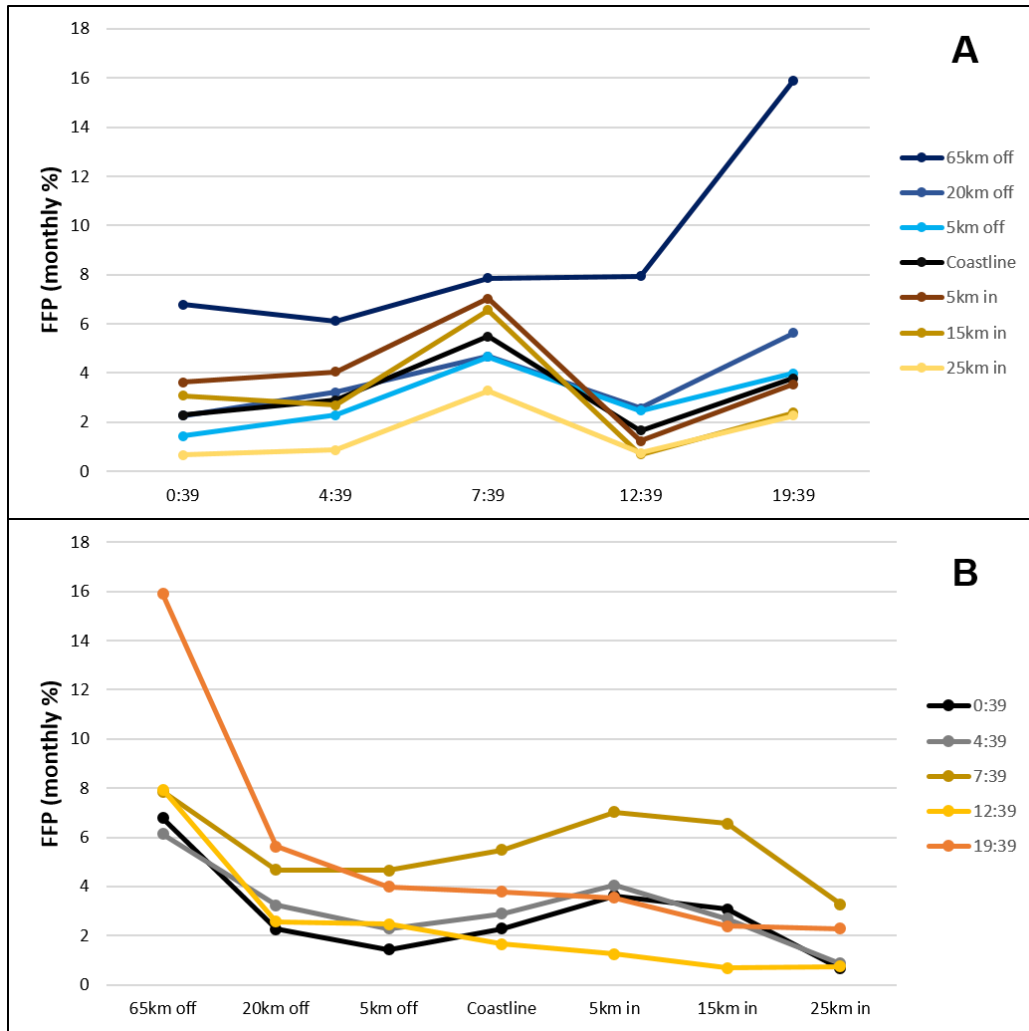 A
FFP (monthly %)
18
16
14
12
10
8
6
4
2
0
0:39 4:39 7:39 12:39 19:39
65km off
20km off
5km off
Coastline
5km in
15km in
25km in
B
FFP (monthly %)
18
16
14
12
10
8
6
4
2
0
65km off 20km off 5km off Coastline 5km in 15km in 25km in
0:39
4:39
7:39
12:39
19:39